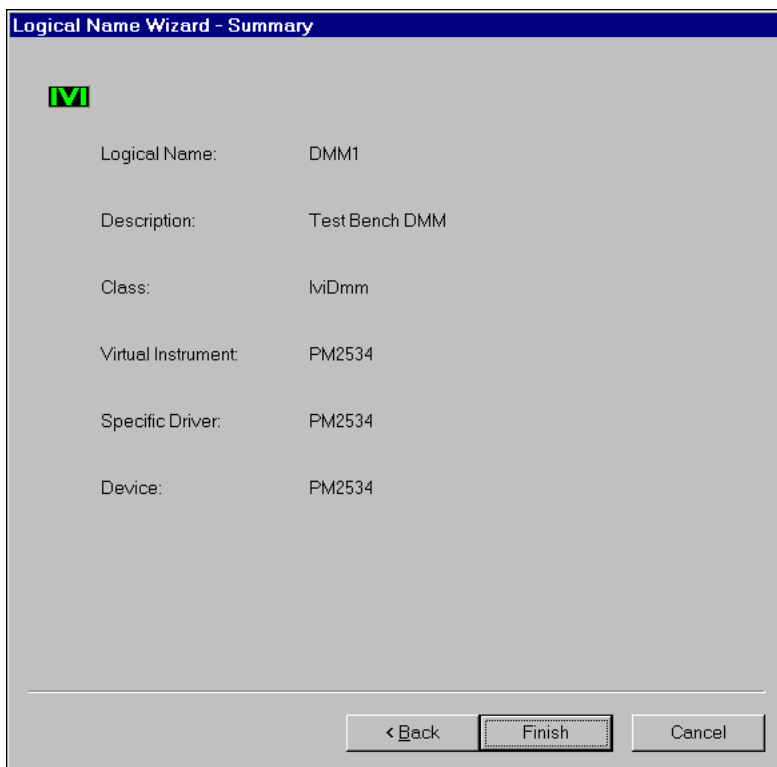 Logical Name Wizard - Summary
IVI
Logical Name: DMM1
Description: Test Bench DMM
Class: IviDmm
Virtual Instrument: PM2534
Specific Driver: PM2534
Device: PM2534
< Back Finish Cancel